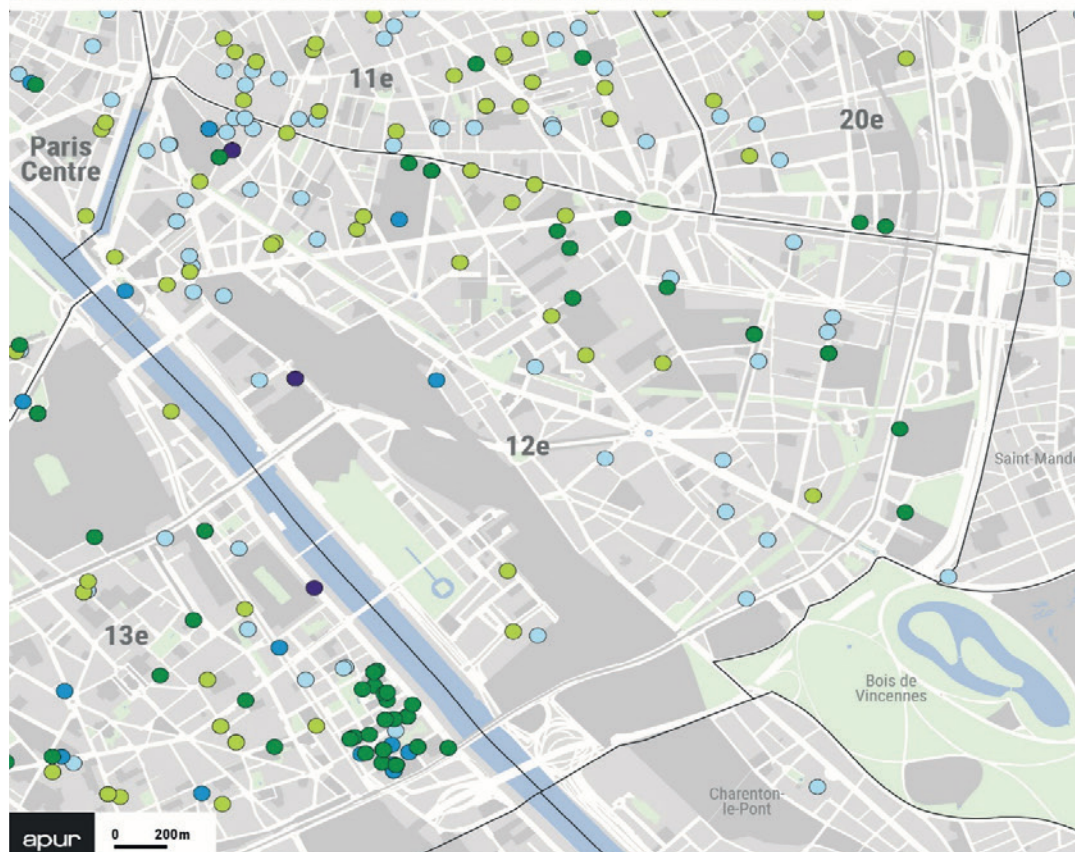 11e
20e
Paris
Centre
12e
Saint-Mandé
13e
Bois de
Vincennes
Charenton-
le-Pont
apur
0 200m